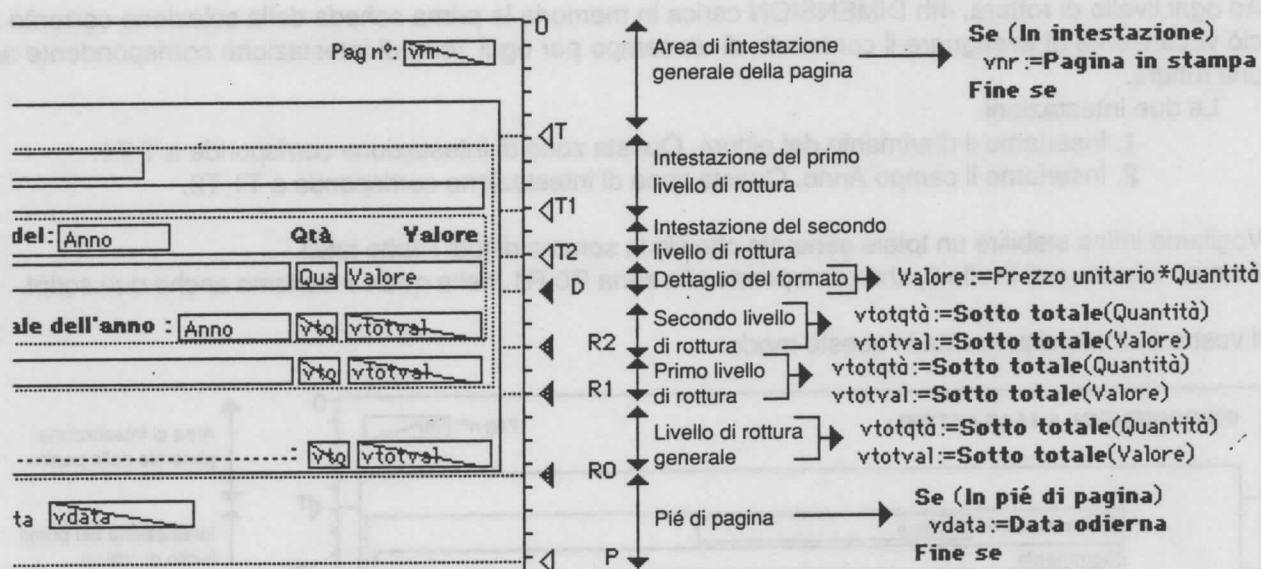 0
Pag n°: vnr
Area di intestazione
generale della pagina
Se (In intestazione)
vnr:=Pagina in stampa
Fine se
T
Intestazione del primo
livello di rottura
T1
del: Anno Qtà Valore
Intestazione del secondo
livello di rottura
T2
Qua Valore
Dettaglio del formato
Valore:=Prezzo unitario*Quantità
D
ale dell'anno : Anno vtq vtotval
Secondo livello
di rottura
vtotqtà:=Sotto totale(Quantità)
vtotval:=Sotto totale(Valore)
R2
vtq vtotval
Primo livello
di rottura
vtotqtà:=Sotto totale(Quantità)
vtotval:=Sotto totale(Valore)
R1
Livello di rottura
generale
vtotqtà:=Sotto totale(Quantità)
vtotval:=Sotto totale(Valore)
: vtq vtotval
R0
ta vdata
Pié di pagina
Se (In pié di pagina)
vdata:=Data odierna
Fine se
P